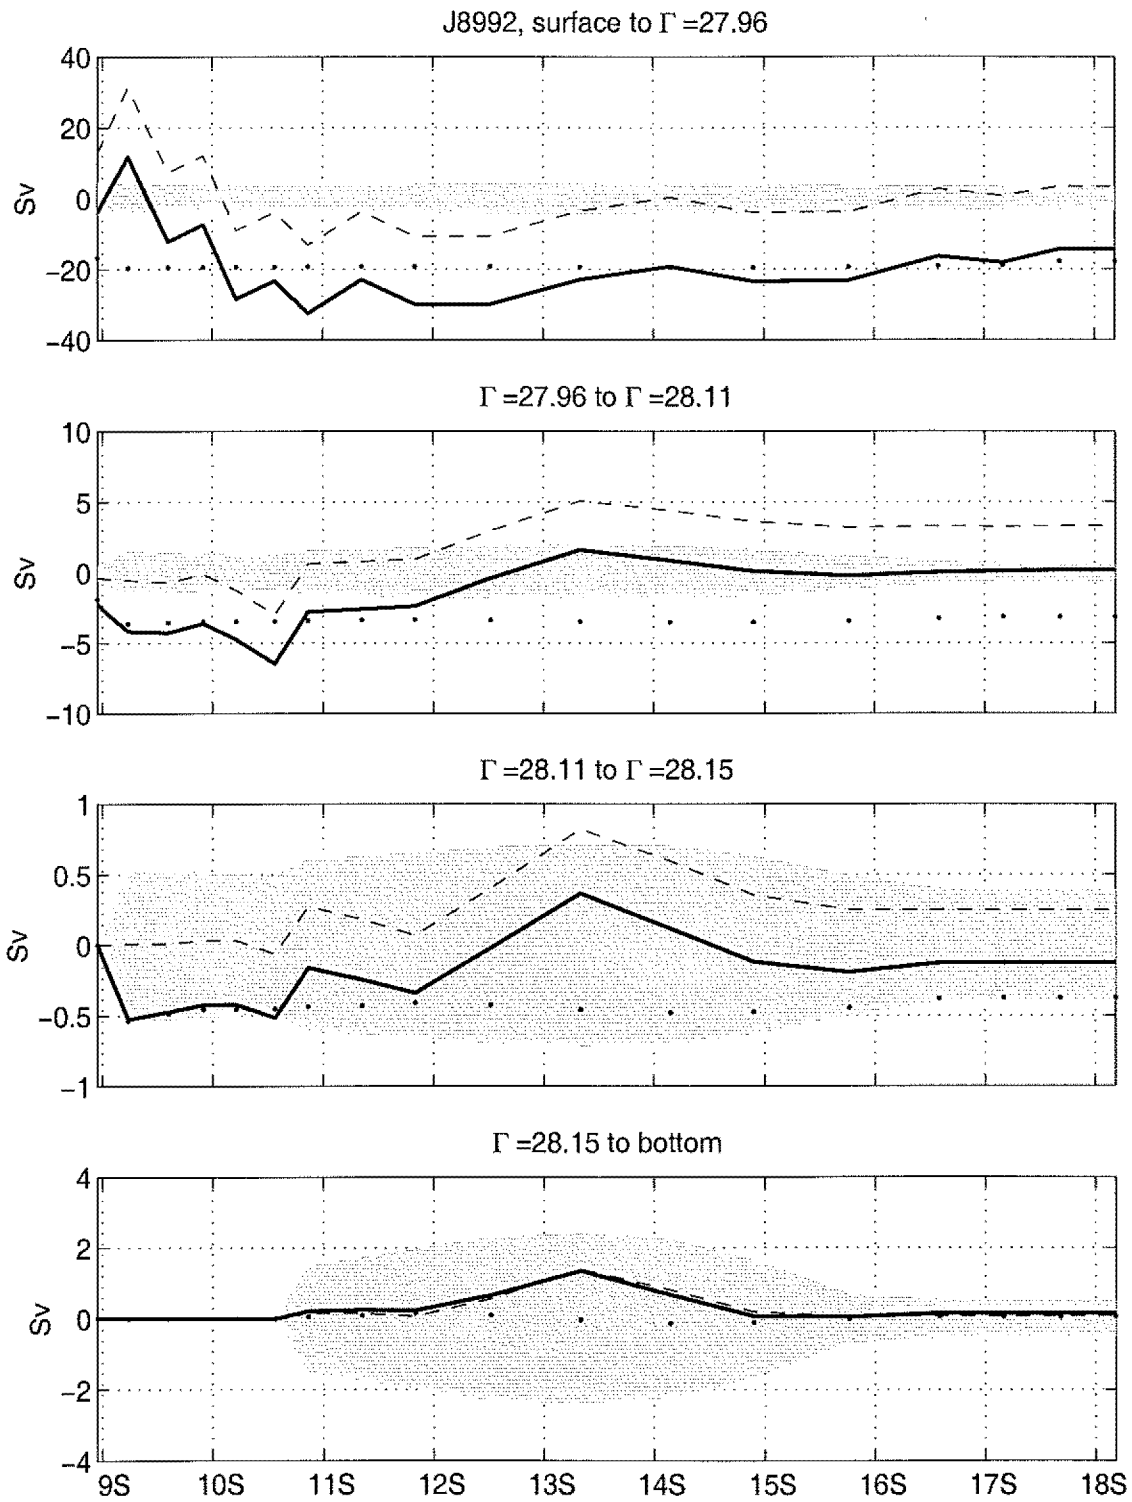 J8992, surface to Γ =27.96
40
20
0
−20
−40
Sv
Γ =27.96 to Γ =28.11
10
5
0
−5
−10
Sv
Γ =28.11 to Γ =28.15
1
0.5
0
−0.5
−1
Sv
Γ =28.15 to bottom
4
2
0
−2
−4
Sv
9S 10S 11S 12S 13S 14S 15S 16S 17S 18S